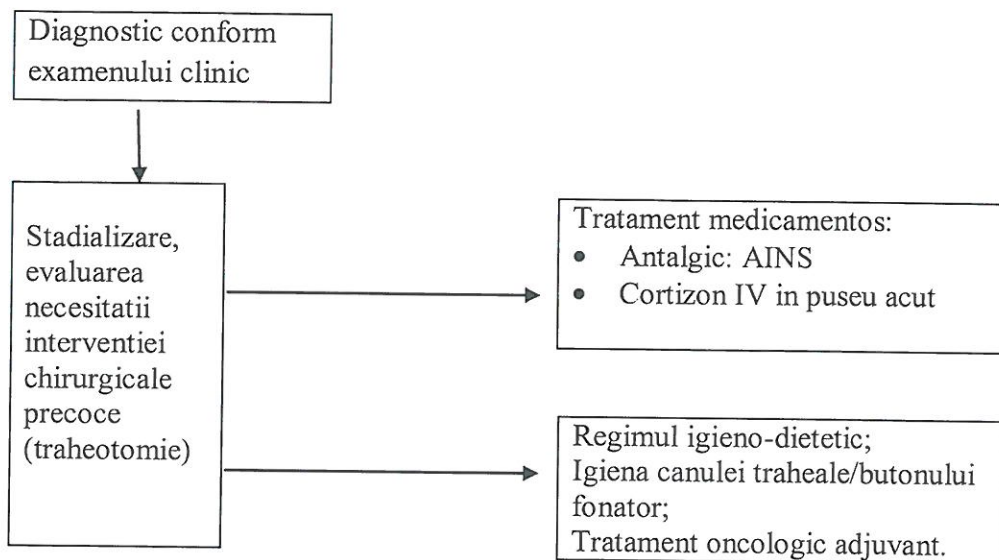 Diagnostic conform
examenului clinic
Stadializare,
evaluarea
necesitatii
interventiei
chirurgicale
precoce
(traheotomie)
Tratament medicamentos:
• Antalgic: AINS
• Cortizon IV in puseu acut
Regimul igieno-dietetic;
Igiena canulei traheale/butonului
fonator;
Tratament oncologic adjuvant.